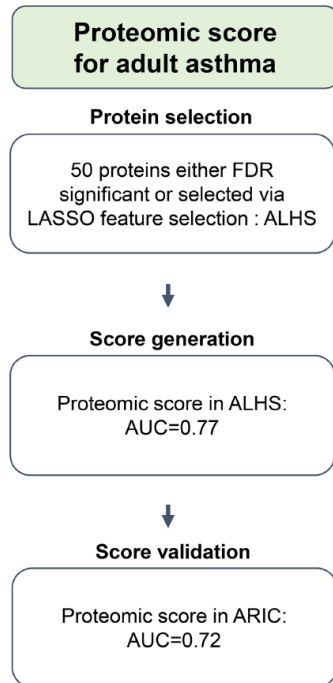 Proteomic score
for adult asthma
Protein selection
50 proteins either FDR
significant or selected via
LASSO feature selection : ALHS
Score generation
Proteomic score in ALHS:
AUC=0.77
Score validation
Proteomic score in ARIC:
AUC=0.72